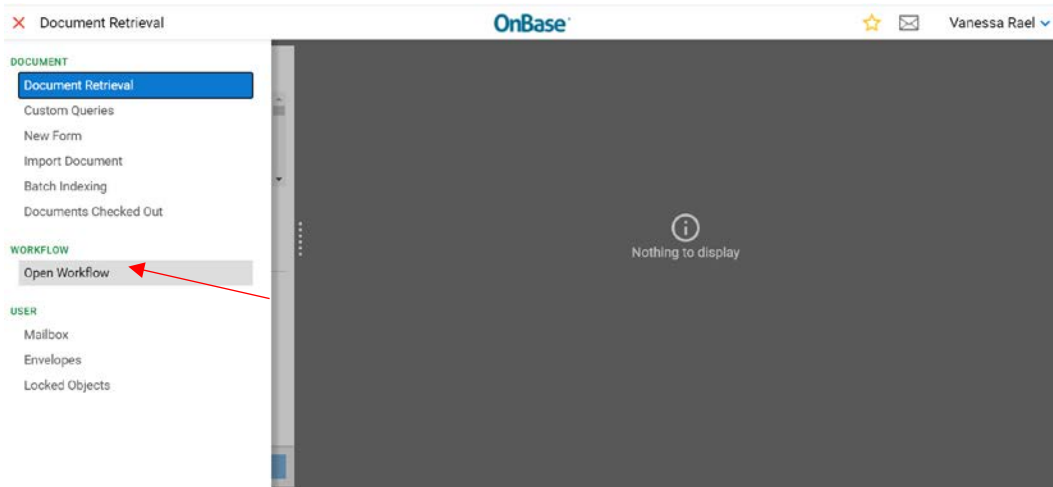 Document Retrieval
OnBase
Vanessa Rael
DOCUMENT
Document Retrieval
Custom Queries
New Form
Import Document
Batch Indexing
Documents Checked Out
WORKFLOW
Open Workflow
USER
Mailbox
Envelopes
Locked Objects
Nothing to display